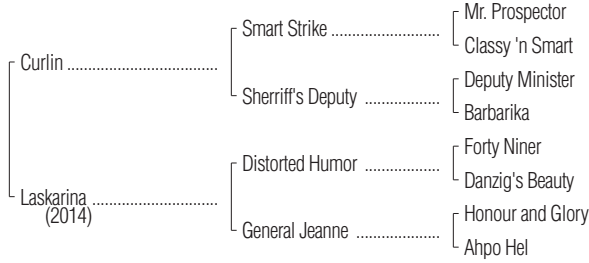 Mr. Prospector
Smart Strike ............................
Classy 'n Smart
Curlin .......................................
Deputy Minister
Sherriff's Deputy ...................
Barbarika
Forty Niner
Distorted Humor ...................
Danzig's Beauty
Laskarina ................................
(2014)
Honour and Glory
General Jeanne .....................
Ahpo Hel